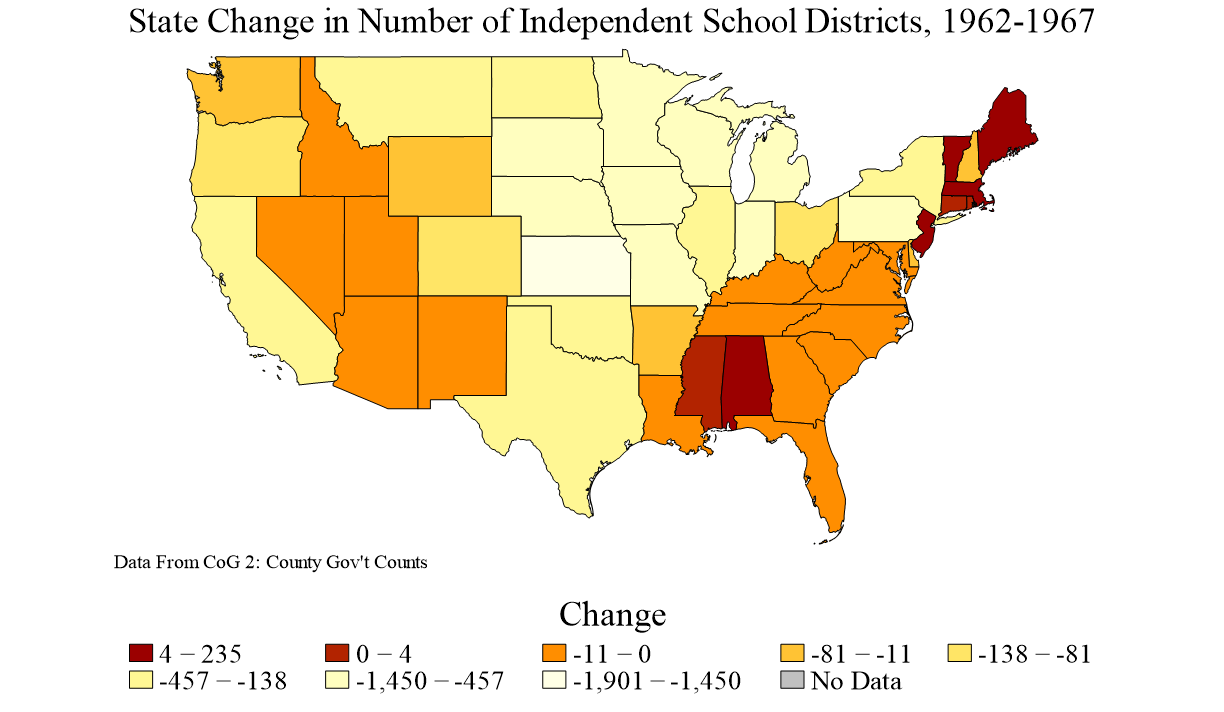 State Change in Number of Independent School Districts, 1962-1967
Data From CoG 2: County Gov't Counts
Change
4 – 235
0 – 4
-11 – 0
-81 – -11
-138 – -81
-457 – -138
-1,450 – -457
-1,901 – -1,450
No Data